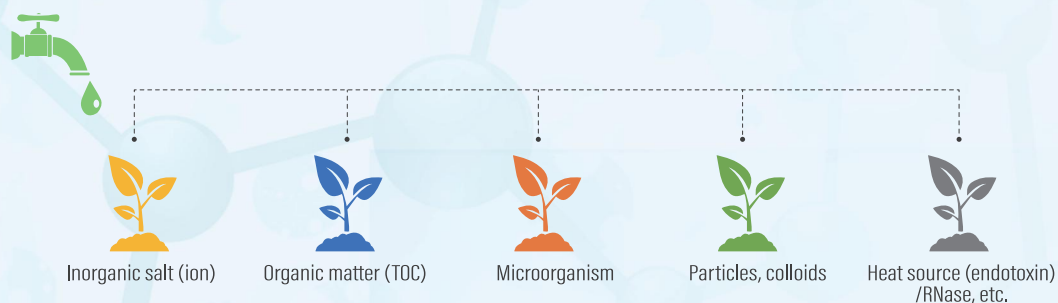 Inorganic salt (ion)
Organic matter (TOC)
Microorganism
Particles, colloids
Heat source (endotoxin)
/RNase, etc.